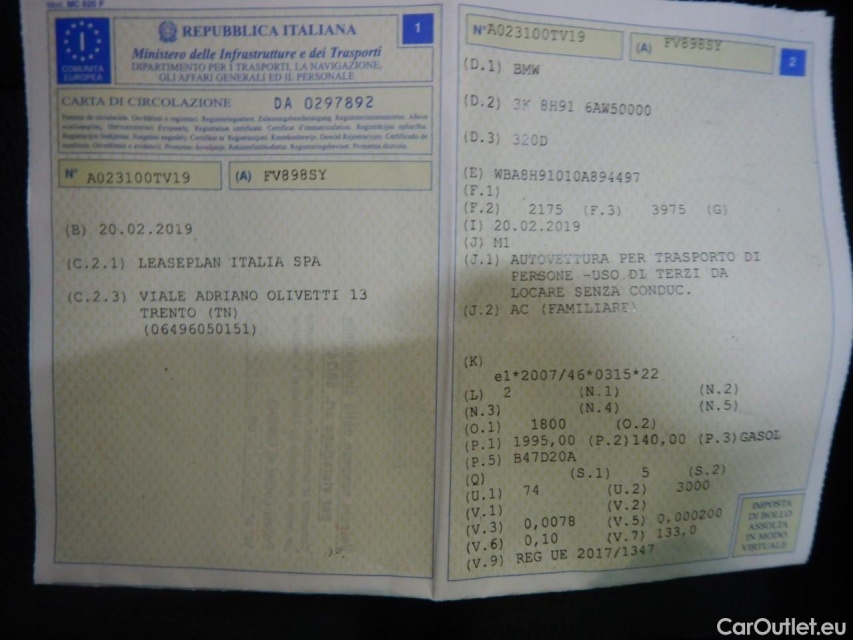 Mod. MC 820 F
I
COMUNITÀ
EUROPEA
REPUBBLICA ITALIANA
1
Ministero delle Infrastrutture e dei Trasporti
DIPARTIMENTO PER I TRASPORTI, LA NAVIGAZIONE,
GLI AFFARI GENERALI ED IL PERSONALE
CARTA DI CIRCOLAZIONE DA 0297892
N° A023100TV19
(A) FV898SY
(B) 20.02.2019
(C.2.1) LEASEPLAN ITALIA SPA
(C.2.3) VIALE ADRIANO OLIVETTI 13
TRENTO (TN)
(06496050151)
N° A023100TV19
(A) FV898SY
2
(D.1) BMW
(D.2) 3K 8H91 6AW50000
(D.3) 320D
(E) WBA8H91010A894497
(F.1)
(F.2) 2175 (F.3) 3975 (G)
(I) 20.02.2019
(J) M1
(J.1) AUTOVETTURA PER TRASPORTO DI
PERSONE -USO DI TERZI DA
LOCARE SENZA CONDUC.
(J.2) AC (FAMILIARE)
(K)
e1*2007/46*0315*22
(L) 2 (N.1) (N.2)
(N.3) (N.4) (N.5)
(O.1) 1800 (O.2)
(P.1) 1995,00 (P.2)140,00 (P.3)GASOL
(P.5) B47D20A
(Q) (S.1) 5 (S.2)
(U.1) 74 (U.2) 3000
(V.1) (V.2)
(V.3) 0,0078 (V.5) 0,000200
(V.6) 0,10 (V.7) 133,0
(V.9) REG UE 2017/1347
IMPOSTA
DI BOLLO
ASSOLTA
IN MODO
VIRTUALE
CarOutlet.eu